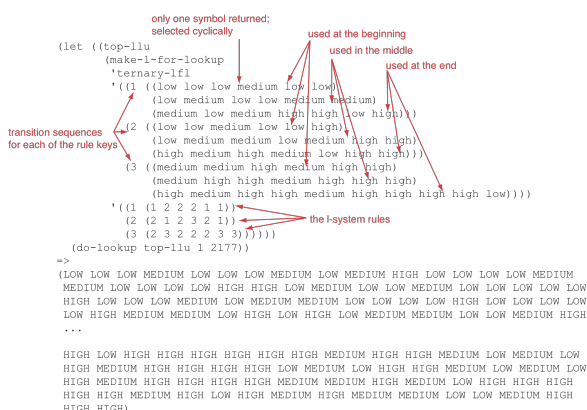 only one symbol returned;
selected cyclically
used at the beginning
used in the middle
used at the end
(let ((top-llu
(make-l-for-lookup
'ternary-lfl
'((1 ((low low low medium low low)
(low medium low low medium medium)
(medium low medium high high low high)))
transition sequences
for each of the rule keys
(2 ((low medium medium low low high)
(low medium medium low medium high high)
(high medium high medium low high high)))
(3 ((medium medium high medium high high)
(medium high high medium high high high)
(high medium high high medium high high high high low))))
'((1 (1 2 2 2 1 1))
(2 (2 1 2 3 2 1))
(3 (2 3 2 2 2 3 3))))))
the l-system rules
(do-lookup top-llu 1 2177))
=>
(LOW LOW LOW MEDIUM LOW LOW LOW MEDIUM LOW MEDIUM HIGH LOW LOW LOW LOW MEDIUM
MEDIUM LOW LOW LOW LOW HIGH HIGH LOW MEDIUM LOW LOW MEDIUM LOW LOW LOW LOW LOW
HIGH LOW LOW LOW MEDIUM LOW MEDIUM MEDIUM LOW LOW LOW LOW HIGH LOW LOW LOW LOW
LOW HIGH MEDIUM MEDIUM LOW HIGH LOW HIGH LOW MEDIUM MEDIUM LOW LOW MEDIUM HIGH
...
HIGH LOW HIGH HIGH HIGH HIGH HIGH HIGH MEDIUM HIGH HIGH MEDIUM LOW MEDIUM LOW
HIGH MEDIUM HIGH HIGH HIGH HIGH HIGH LOW HIGH MEDIUM HIGH LOW MEDIUM MEDIUM LOW
HIGH MEDIUM HIGH HIGH HIGH HIGH MEDIUM MEDIUM HIGH MEDIUM LOW HIGH HIGH HIGH
HIGH HIGH MEDIUM HIGH LOW HIGH MEDIUM HIGH MEDIUM MEDIUM LOW LOW MEDIUM HIGH
HIGH HIGH)